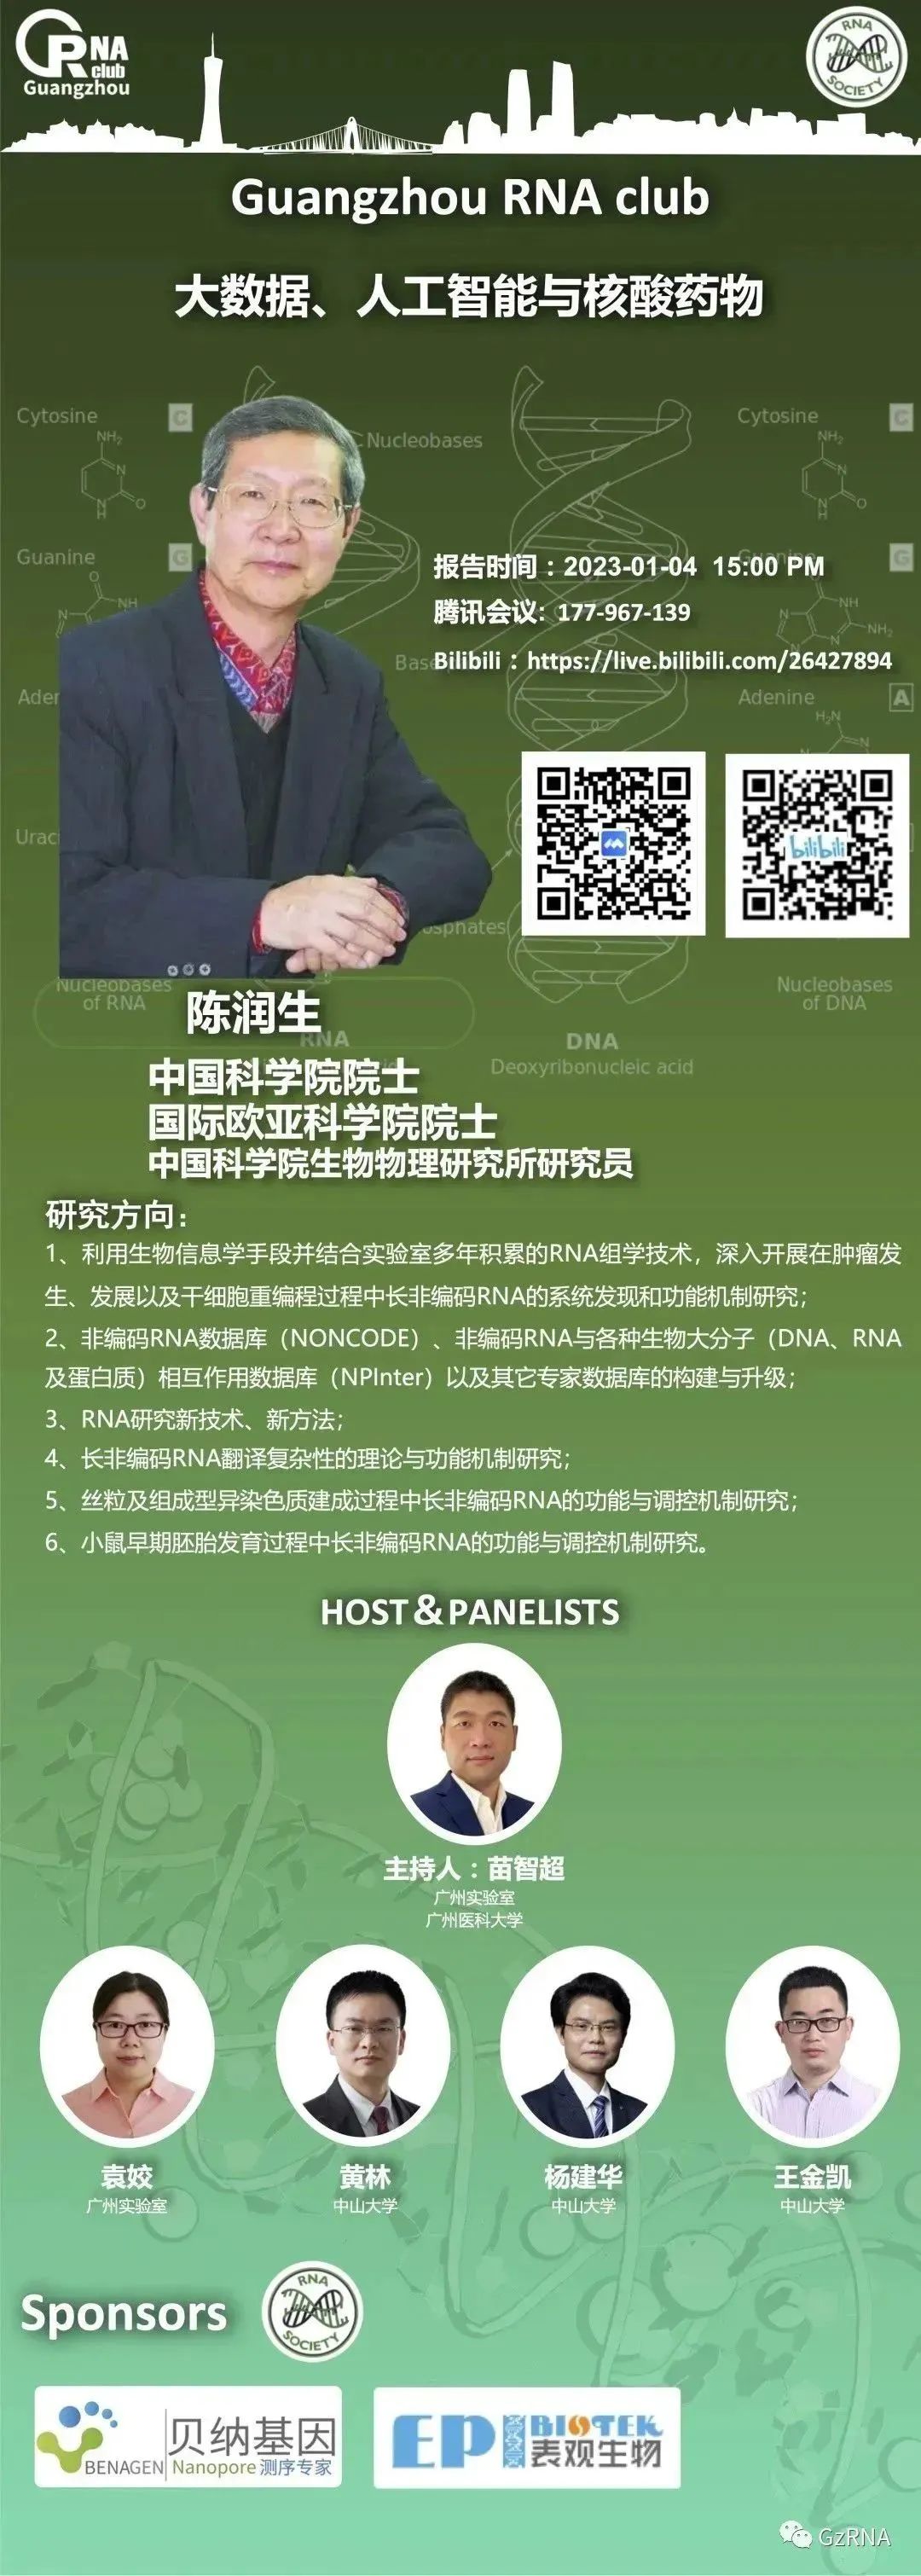 RNA
club
Guangzhou
RNA
SOCIETY
Guangzhou RNA club
大数据、人工智能与核酸药物
Cytosine
C
Nucleobases
Cytosine
C
NH₂
N
N
H
O
NH₂
N
N
H
O
Guanine
G
Guanine
G
报告时间：2023-01-04 15:00 PM
O
NH
N
O
NH
NH₂
腾讯会议: 177-967-139
Base
Bilibili：https://live.bilibili.com/26427894
Adenine
A
H₂N
bilibili
Nucleobases
of RNA
Nucleobases
of DNA
陈润生
RNA
DNA
Deoxyribonucleic acid
中国科学院院士
国际欧亚科学院院士
中国科学院生物物理研究所研究员
研究方向：
1、利用生物信息学手段并结合实验室多年积累的RNA组学技术，深入开展在肿瘤发
生、发展以及干细胞重编程过程中长非编码RNA的系统发现和功能机制研究；
2、非编码RNA数据库（NONCODE）、非编码RNA与各种生物大分子（DNA、RNA
及蛋白质）相互作用数据库（NPInter）以及其它专家数据库的构建与升级；
3、RNA研究新技术、新方法；
4、长非编码RNA翻译复杂性的理论与功能机制研究；
5、丝粒及组成型异染色质建成过程中长非编码RNA的功能与调控机制研究；
6、小鼠早期胚胎发育过程中长非编码RNA的功能与调控机制研究。
HOST＆PANELISTS
主持人：苗智超
广州实验室
广州医科大学
袁姣
广州实验室
黄林
中山大学
杨建华
中山大学
王金凯
中山大学
Sponsors
RNA
SOCIETY
BENAGEN
贝纳基因
Nanopore 测序专家
EPI BIOTEK
表观生物
GzRNA